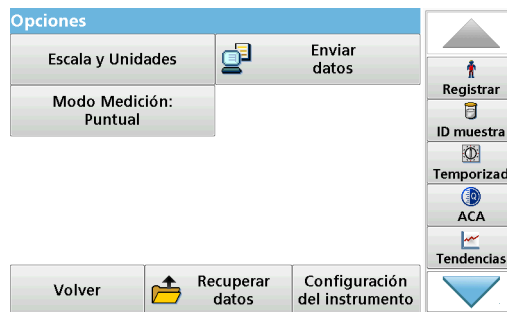 Opciones
Escala y Unidades
Enviar
datos
Modo Medición:
Puntual
Registrar
ID muestra
Temporizad
ACA
Tendencias
Volver
Recuperar
datos
Configuración
del instrumento